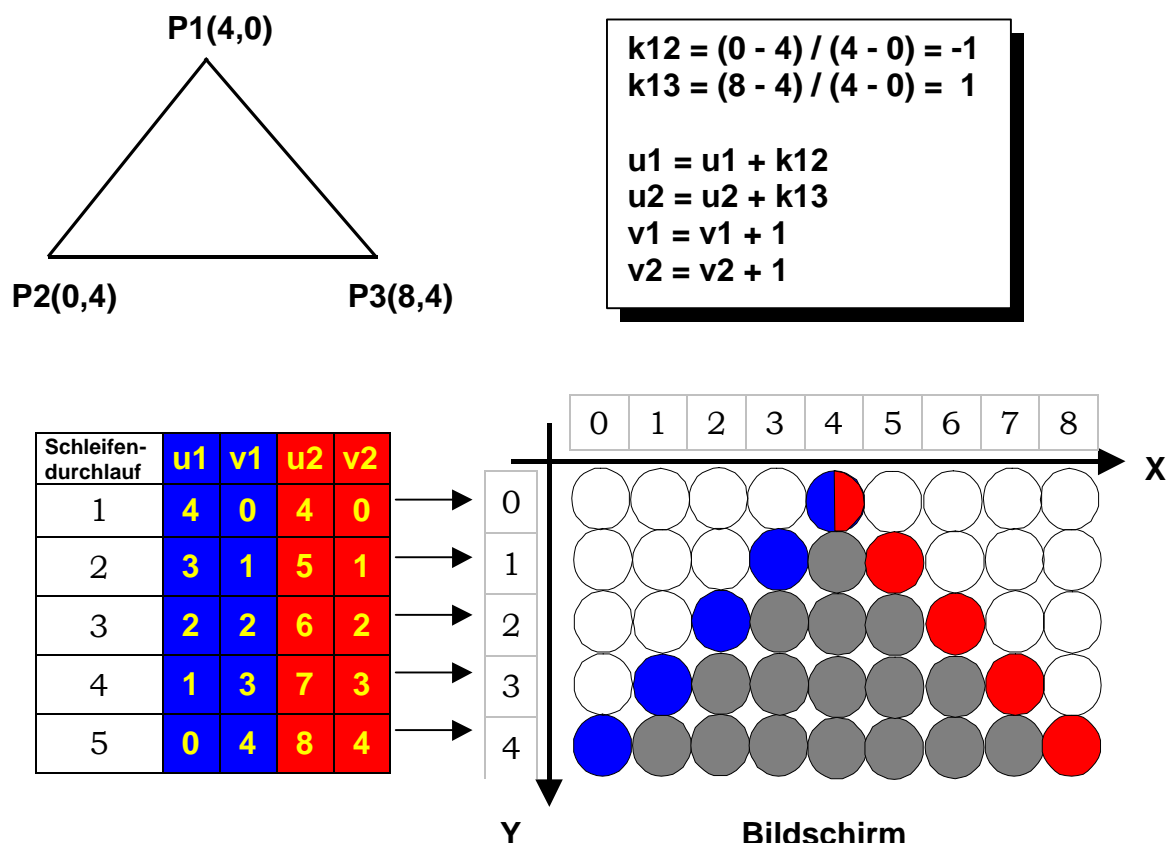 P1(4,0)
P2(0,4) P3(8,4)
k12 = (0 - 4) / (4 - 0) = -1
k13 = (8 - 4) / (4 - 0) = 1
u1 = u1 + k12
u2 = u2 + k13
v1 = v1 + 1
v2 = v2 + 1
Schleifen-
durchlauf u1 v1 u2 v2
1 4 0 4 0
2 3 1 5 1
3 2 2 6 2
4 1 3 7 3
5 0 4 8 4
0 1 2 3 4 5 6 7 8
X
0
1
2
3
4
Y
Bildschirm